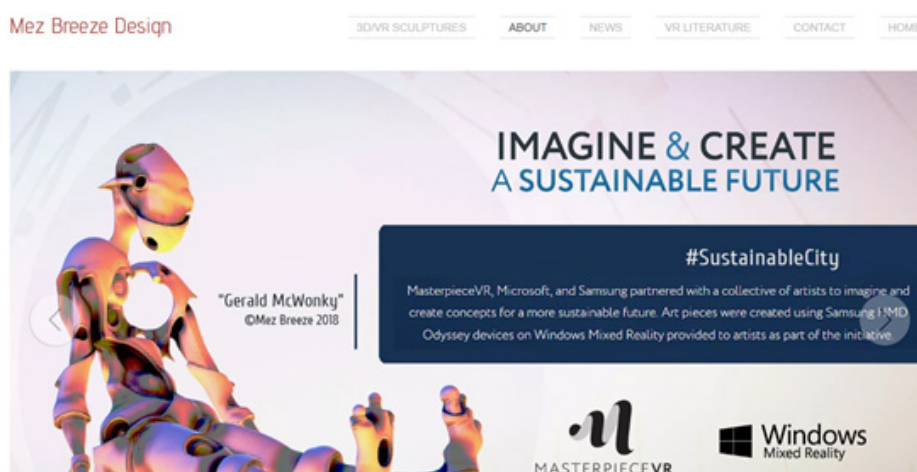 Mez Breeze Design
3D/VR SCULPTURES ABOUT NEWS VR LITERATURE CONTACT HOME
IMAGINE & CREATE
A SUSTAINABLE FUTURE
#SustainableCity
MasterpieceVR, Microsoft, and Samsung partnered with a collective of artists to imagine and
create concepts for a more sustainable future. Art pieces were created using Samsung HMD
Odyssey devices on Windows Mixed Reality provided to artists as part of the initiative.
"Gerald McWonky"
©Mez Breeze 2018
MASTERPIECEVR
Windows
Mixed Reality